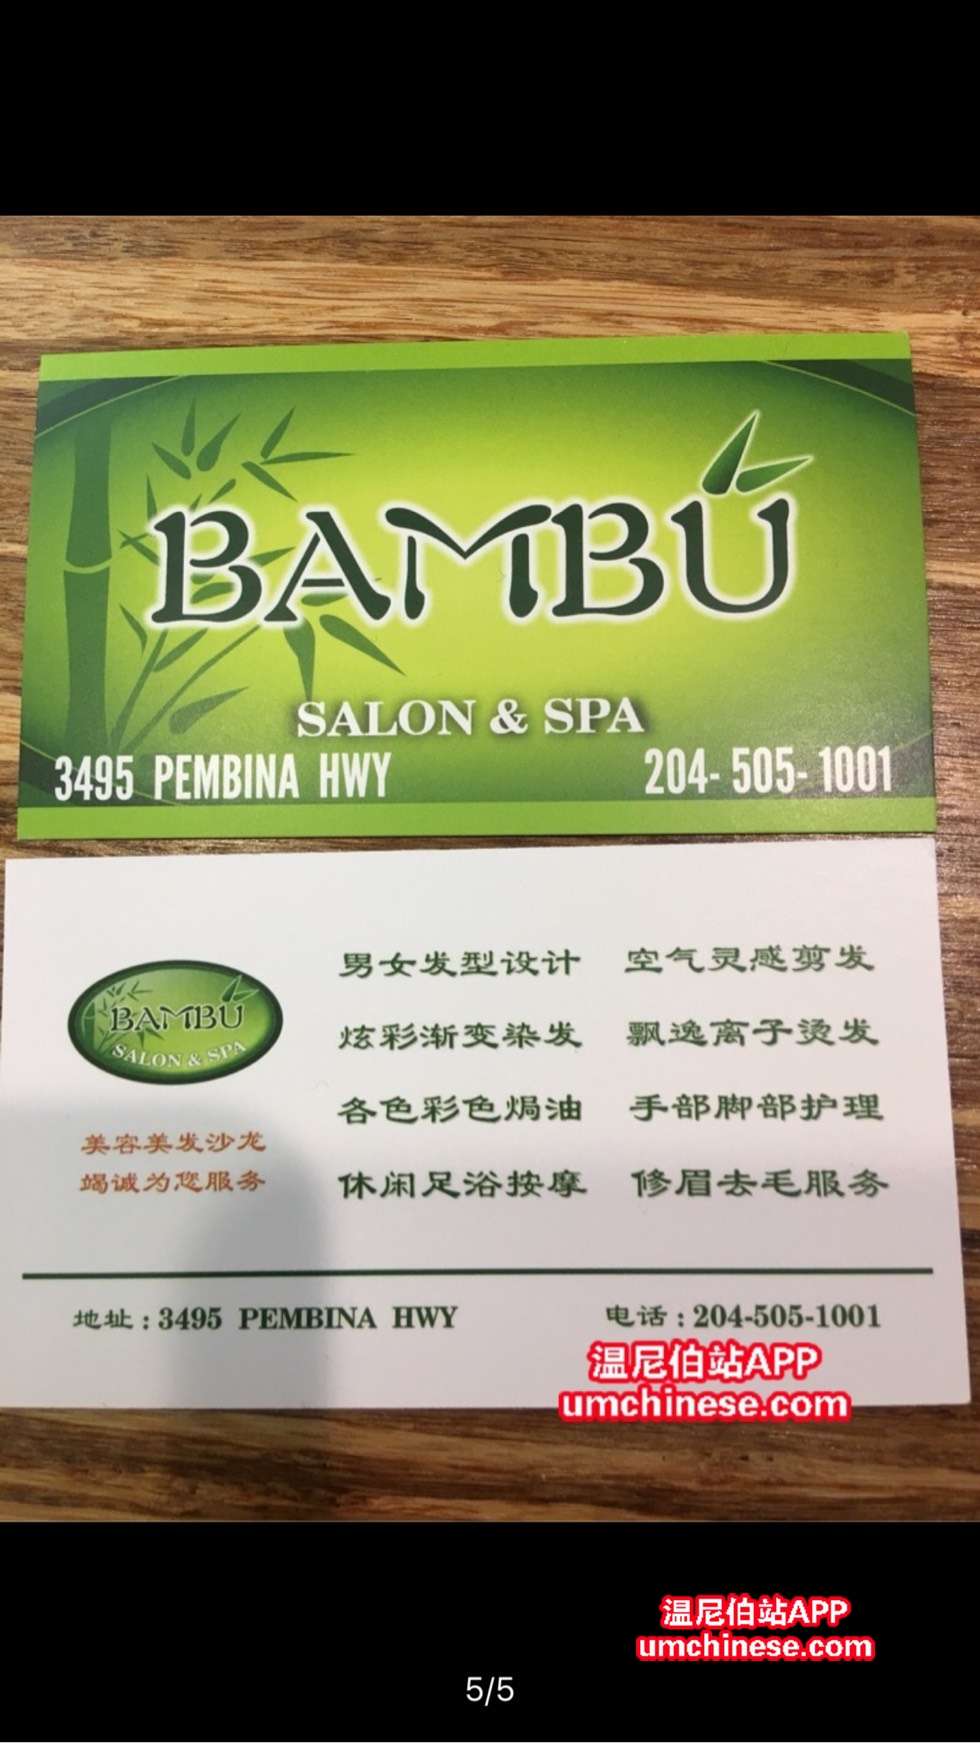 BAMBU
SALON & SPA
3495 PEMBINA HWY
204-505-1001
BAMBU
SALON & SPA
美容美发沙龙
竭诚为您服务
男女发型设计
空气灵感剪发
炫彩渐变染发
飘逸离子烫发
各色彩色焗油
手部脚部护理
休闲足浴按摩
修眉去毛服务
地址:3495 PEMBINA HWY
电话:204-505-1001
温尼伯站APP
umchinese.com
温尼伯站APP
umchinese.com
5/5